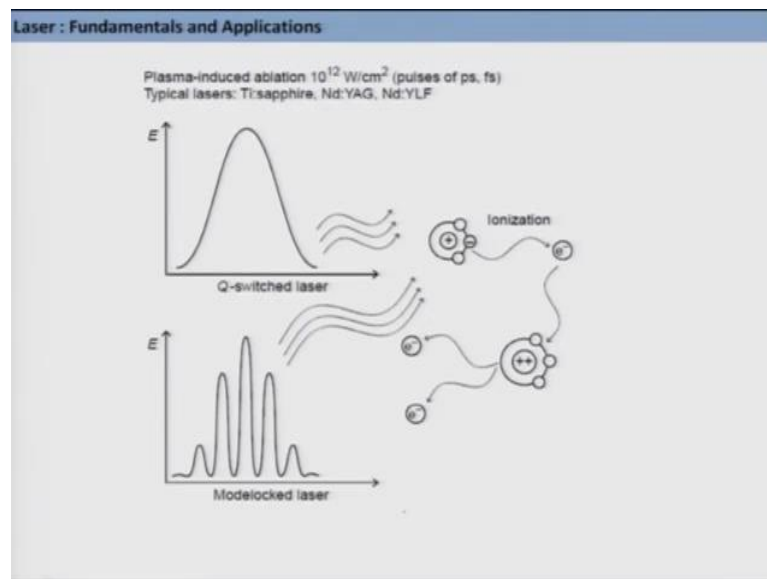 Laser : Fundamentals and Applications
Plasma-induced ablation 10¹² W/cm² (pulses of ps, fs)
Typical lasers: Ti:sapphire, Nd:YAG, Nd:YLF
E
Q-switched laser
+
−
Ionization
e⁻
E
Modelocked laser
e⁻
++
e⁻